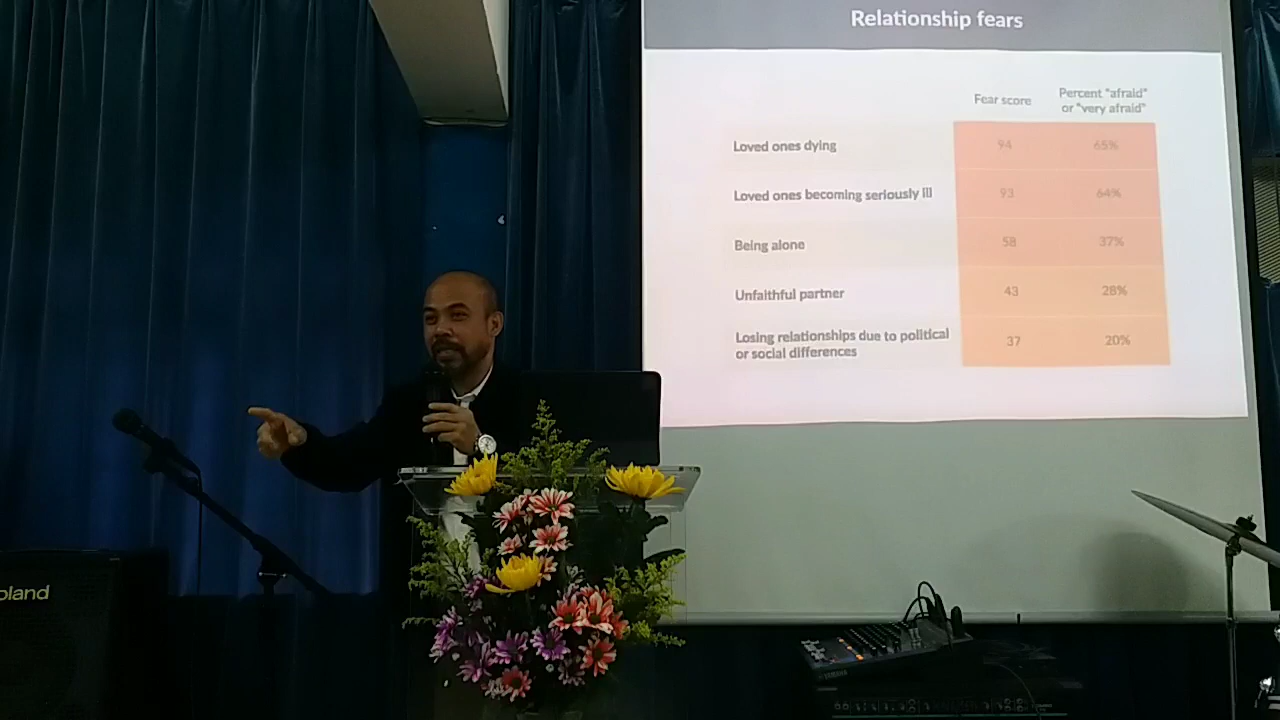 Relationship fears
Fear score
Percent "afraid"
or "very afraid"
Loved ones dying
94
65%
Loved ones becoming seriously ill
93
64%
Being alone
58
37%
Unfaithful partner
43
28%
Losing relationships due to political
or social differences
37
20%
oland
YAMAHA